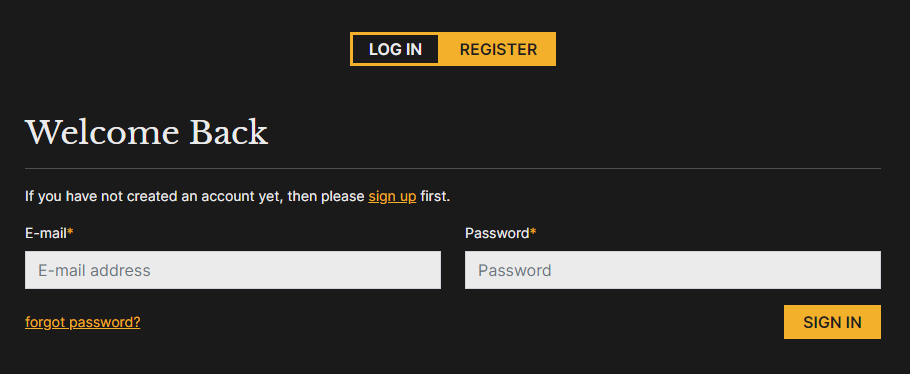 LOG IN REGISTER
Welcome Back
If you have not created an account yet, then please sign up first.
E-mail* Password*
E-mail address Password
forgot password? SIGN IN